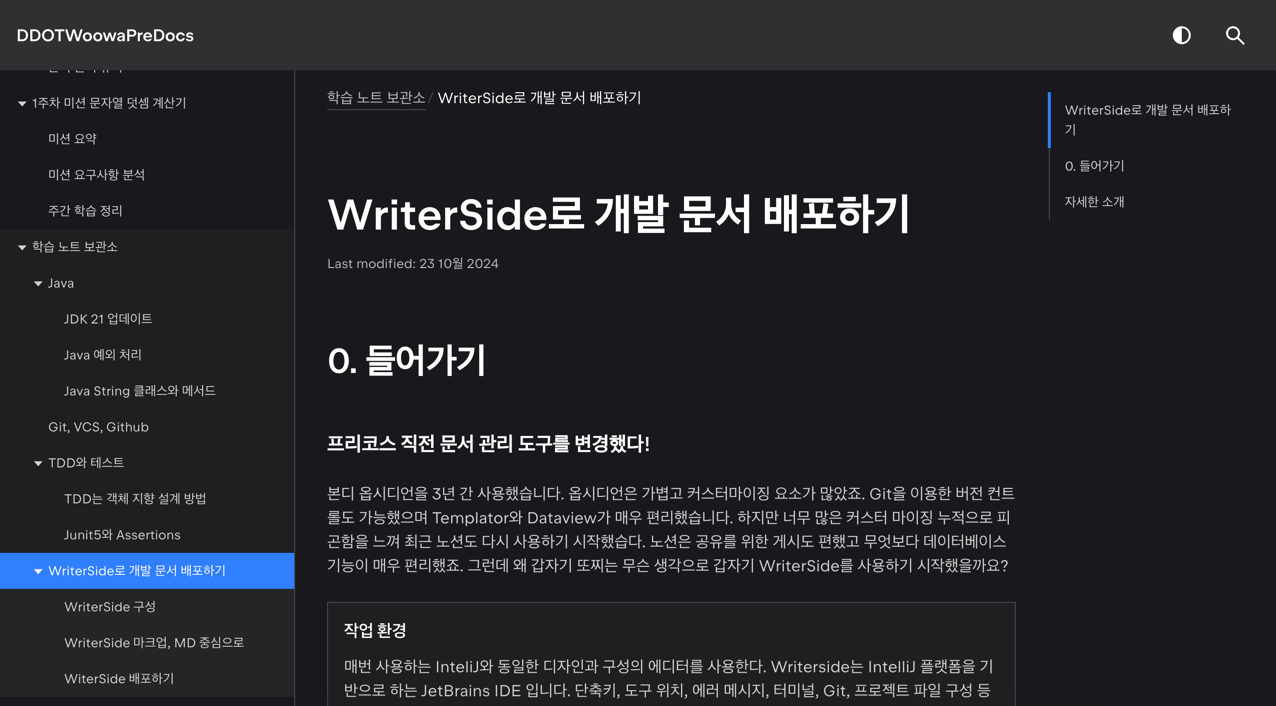 DDOTWoowaPreDocs
1주차 미션 문자열 덧셈 계산기
미션 요약
미션 요구사항 분석
주간 학습 정리
학습 노트 보관소
Java
JDK 21 업데이트
Java 예외 처리
Java String 클래스와 메서드
Git, VCS, Github
TDD와 테스트
TDD는 객체 지향 설계 방법
Junit5와 Assertions
WriterSide로 개발 문서 배포하기
WriterSide 구성
WriterSide 마크업, MD 중심으로
WiterSide 배포하기
학습 노트 보관소 / WriterSide로 개발 문서 배포하기
WriterSide로 개발 문서 배포하기
Last modified: 23 10월 2024
0. 들어가기
프리코스 직전 문서 관리 도구를 변경했다!
본디 옵시디언을 3년 간 사용했습니다. 옵시디언은 가볍고 커스터마이징 요소가 많았죠. Git을 이용한 버전 컨트
롤도 가능했으며 Templator와 Dataview가 매우 편리했습니다. 하지만 너무 많은 커스터 마이징 누적으로 피
곤함을 느껴 최근 노션도 다시 사용하기 시작했습다. 노션은 공유를 위한 게시도 편했고 무엇보다 데이터베이스
기능이 매우 편리했죠. 그런데 왜 갑자기 또찌는 무슨 생각으로 갑자기 WriterSide를 사용하기 시작했을까요?
작업 환경
매번 사용하는 InteliJ와 동일한 디자인과 구성의 에디터를 사용한다. Writerside는 IntelliJ 플랫폼을 기
반으로 하는 JetBrains IDE 입니다. 단축키, 도구 위치, 에러 메시지, 터미널, Git, 프로젝트 파일 구성 등
WriterSide로 개발 문서 배포하
기
0. 들어가기
자세한 소개